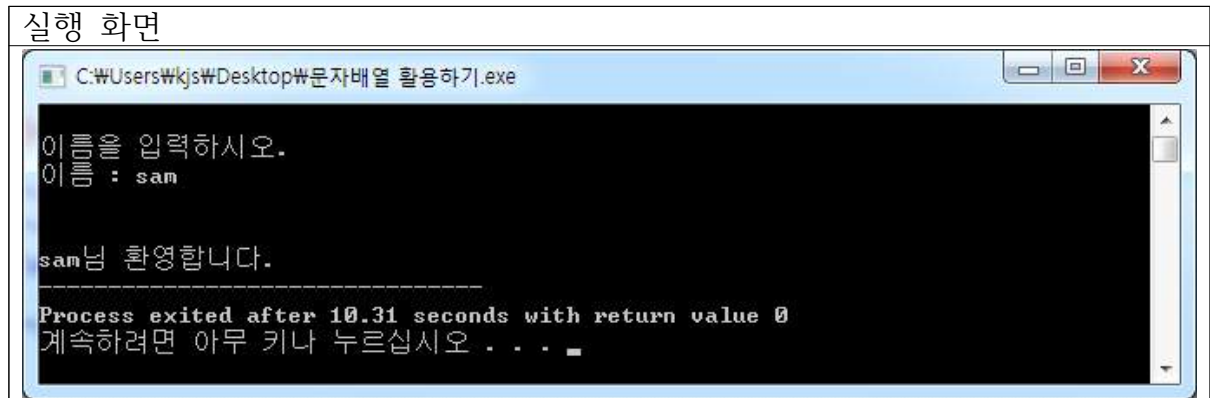 실행 화면
C:₩Users₩kjs₩Desktop₩문자배열 활용하기.exe
이름을 입력하시오.
이름 : sam
sam님 환영합니다.
--------------------------------
Process exited after 10.31 seconds with return value 0
계속하려면 아무 키나 누르십시오 . . .